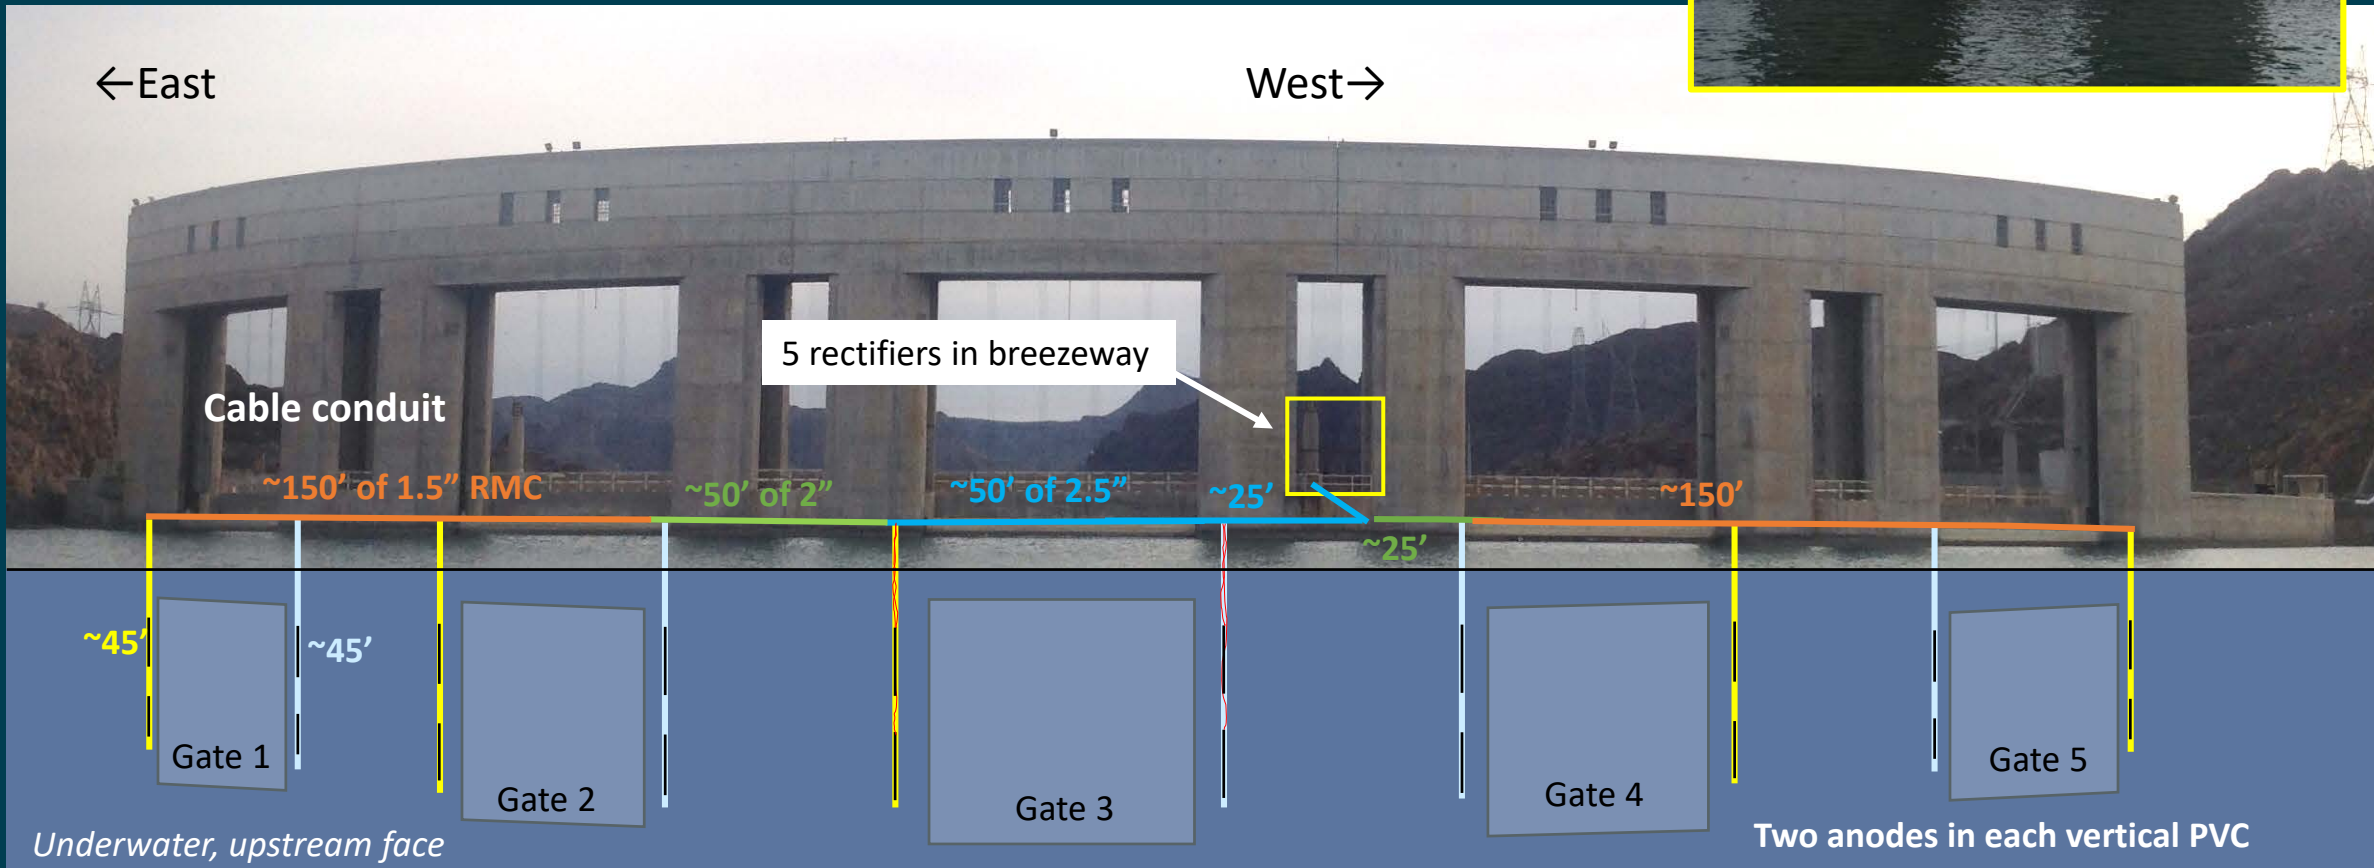 ←East
West→
5 rectifiers in breezeway
Cable conduit
~150’ of 1.5” RMC
~50’ of 2”
~50’ of 2.5”
~25’
~150’
~25’
~45’
~45’
Gate 1
Gate 2
Gate 3
Gate 4
Gate 5
Underwater, upstream face
Two anodes in each vertical PVC